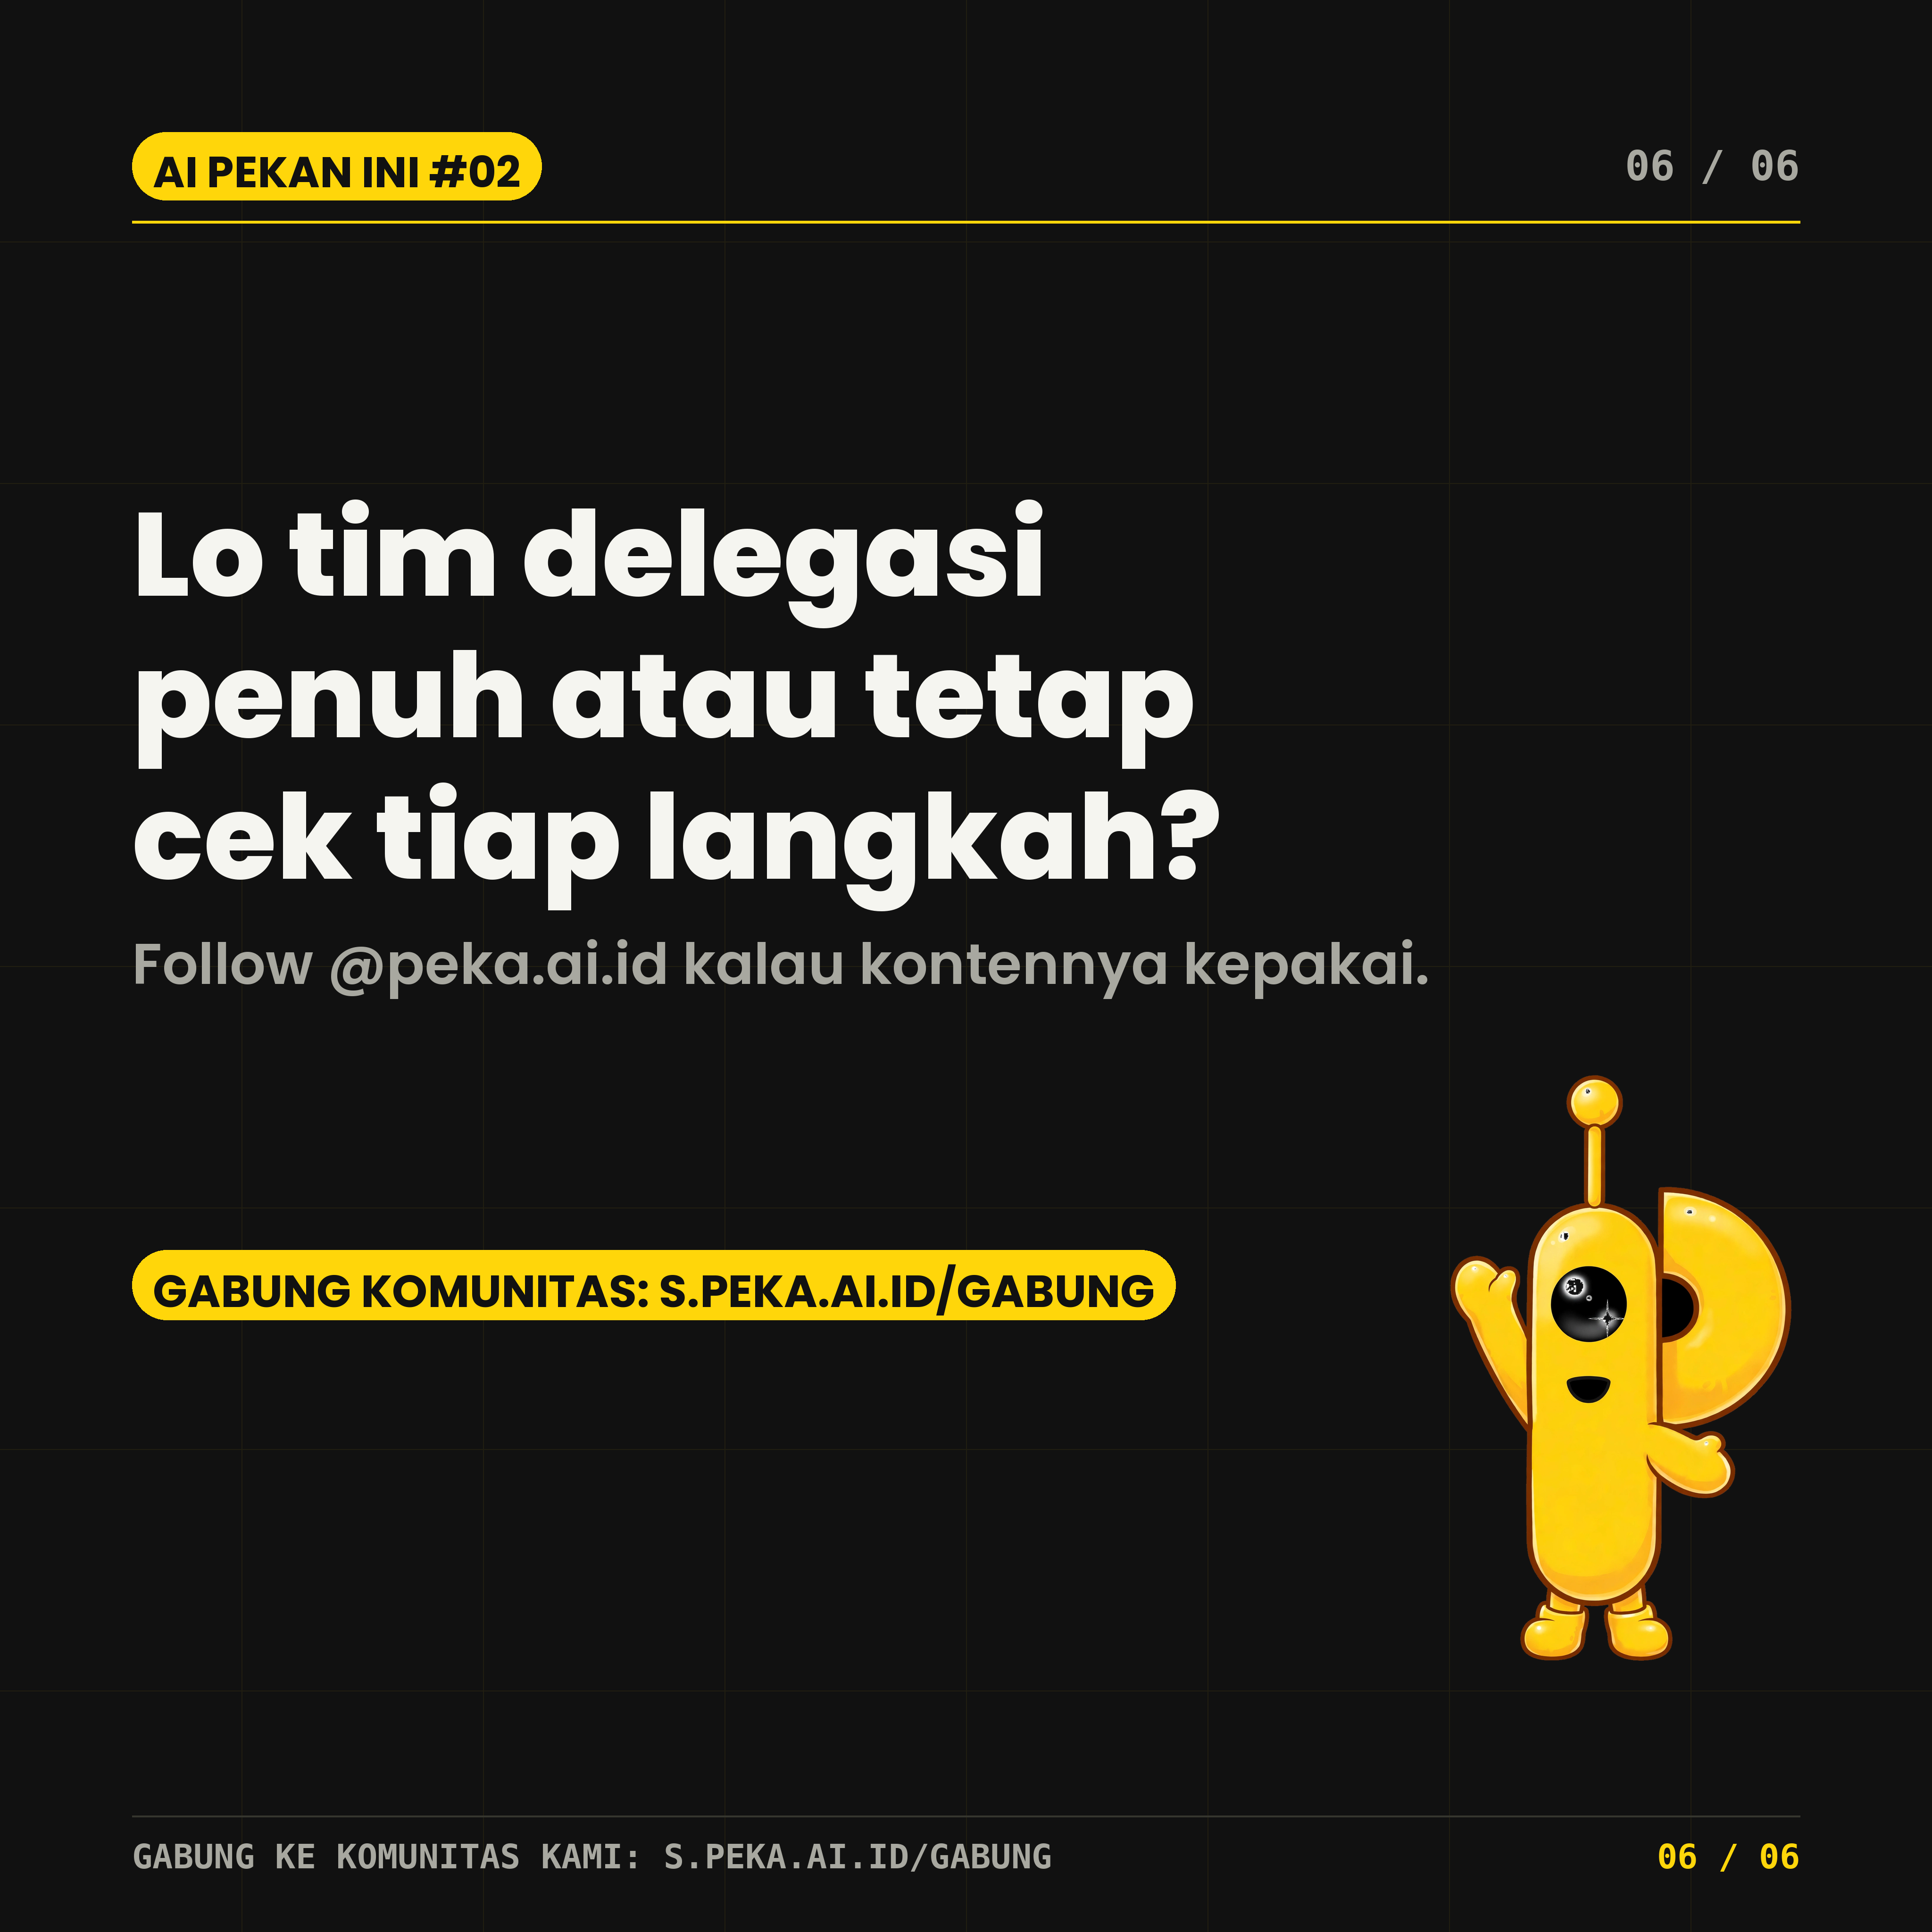 AI PEKAN INI #02
06 / 06
Lo tim delegasi
penuh atau tetap
cek tiap langkah?
Follow @peka.ai.id kalau kontennya kepakai.
GABUNG KOMUNITAS: S.PEKA.AI.ID/GABUNG
GABUNG KE KOMUNITAS KAMI: S.PEKA.AI.ID/GABUNG
06 / 06